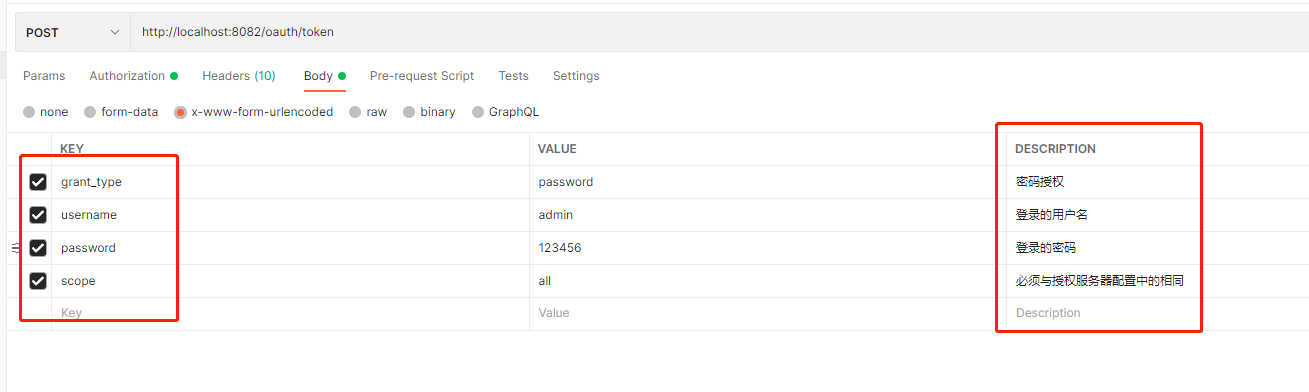 POST http://localhost:8082/oauth/token
Params Authorization Headers (10) Body Pre-request Script Tests Settings
none form-data x-www-form-urlencoded raw binary GraphQL
KEY VALUE DESCRIPTION
grant_type password 密码授权
username admin 登录的用户名
password 123456 登录的密码
scope all 必须与授权服务器配置中的相同
Key Value Description